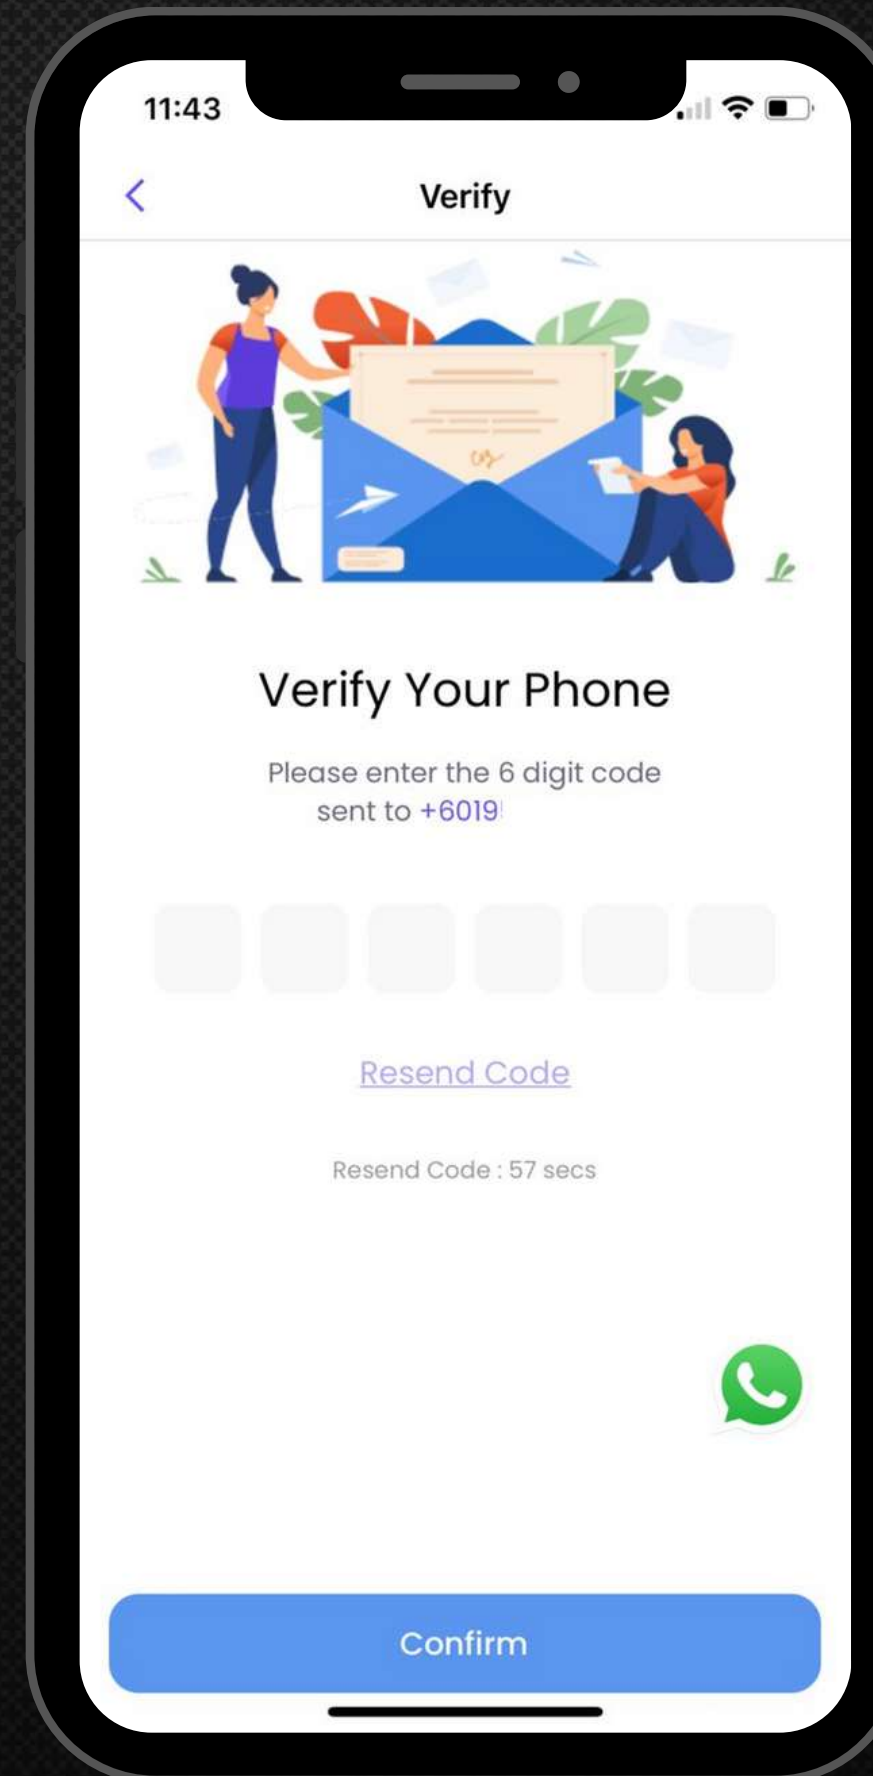 11:43
Verify
Verify Your Phone
Please enter the 6 digit code
sent to +6019
Resend Code
Resend Code : 57 secs
Confirm